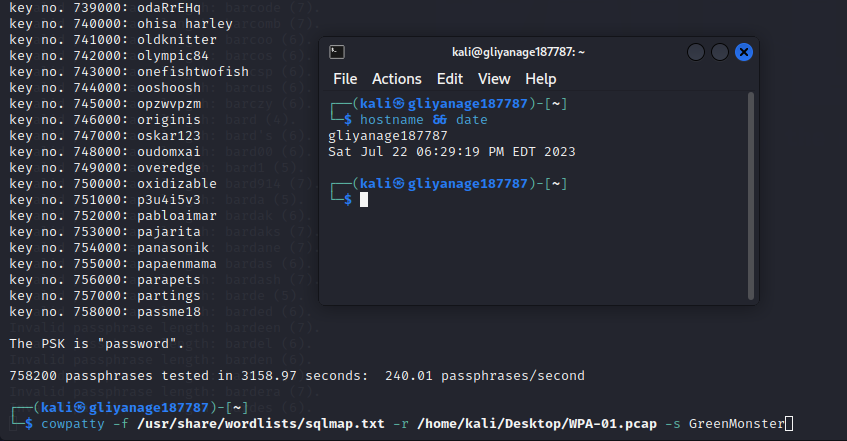 key no. 739000: odaRrEHq
key no. 740000: ohisa harley
key no. 741000: oldknitter
key no. 742000: olympic84
key no. 743000: onefishtwofish
key no. 744000: ooshoosh
key no. 745000: opzwvpzm
key no. 746000: originis
key no. 747000: oskar123
key no. 748000: oudomxai
key no. 749000: overedge
key no. 750000: oxidizable
key no. 751000: p3u4i5v3
key no. 752000: pabloaimar
key no. 753000: pajarita
key no. 754000: panasonik
key no. 755000: papaenmama
key no. 756000: parapets
key no. 757000: partings
key no. 758000: passme18
The PSK is "password".
758200 passphrases tested in 3158.97 seconds:  240.01 passphrases/second
┌──(kali㉿gliyanage187787)-[~]
└─$ cowpatty -f /usr/share/wordlists/sqlmap.txt -r /home/kali/Desktop/WPA-01.pcap -s GreenMonster
kali@gliyanage187787: ~
File Actions Edit View Help
┌──(kali㉿gliyanage187787)-[~]
└─$ hostname && date
gliyanage187787
Sat Jul 22 06:29:19 PM EDT 2023
┌──(kali㉿gliyanage187787)-[~]
└─$